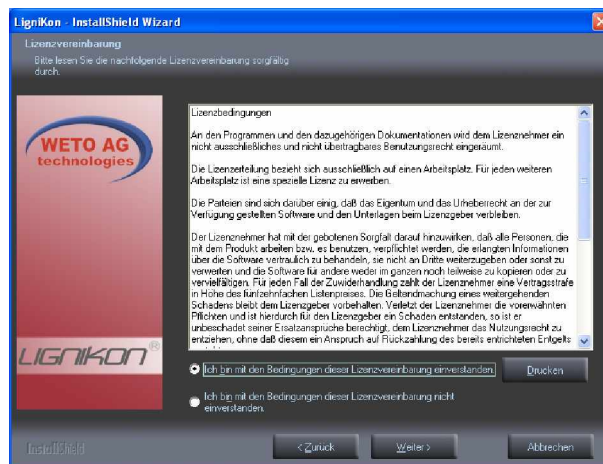 LigniKon - InstallShield Wizard
Lizenzvereinbarung
Bitte lesen Sie die nachfolgende Lizenzvereinbarung sorgfältig
durch.
WETO AG
technologies
LIGNIKON®
Lizenzbedingungen
An den Programmen und den dazugehörigen Dokumentationen wird dem Lizenznehmer ein
nicht ausschließliches und nicht übertragbares Benutzungsrecht eingeräumt.
Die Lizenzerteilung bezieht sich ausschließlich auf einen Arbeitsplatz. Für jeden weiteren
Arbeitsplatz ist eine spezielle Lizenz zu erwerben.
Die Parteien sind sich darüber einig, daß das Eigentum und das Urheberrecht an der zur
Verfügung gestellten Software und den Unterlagen beim Lizenzgeber verbleiben.
Der Lizenznehmer hat mit der gebotenen Sorgfalt darauf hinzuwirken, daß alle Personen, die
mit dem Produkt arbeiten bzw. es benutzen, verpflichtet werden, die erlangten Informationen
über die Software vertraulich zu behandeln, sie nicht an Dritte weiterzugeben oder sonst zu
verwerten und die Software für andere weder im ganzen noch teilweise zu kopieren oder zu
vervielfältigen. Für jeden Fall der Zuwiderhandlung zahlt der Lizenznehmer eine Vertragsstrafe
in Höhe des fünfzehnfachen Listenpreises. Die Geltendmachung eines weitergehenden
Schadens bleibt dem Lizenzgeber vorbehalten. Verletzt der Lizenznehmer die vorerwähnten
Pflichten und ist hierdurch für den Lizenzgeber ein Schaden entstanden, so ist er
unbeschadet seiner Ersatzansprüche berechtigt, dem Lizenznehmer das Nutzungsrecht zu
entziehen, ohne daß diesem ein Anspruch auf Rückzahlung des bereits entrichteten Entgelts
Ich bin mit den Bedingungen dieser Lizenzvereinbarung einverstanden.
Drucken
Ich bin mit den Bedingungen dieser Lizenzvereinbarung nicht
einverstanden.
InstallShield
< Zurück
Weiter >
Abbrechen